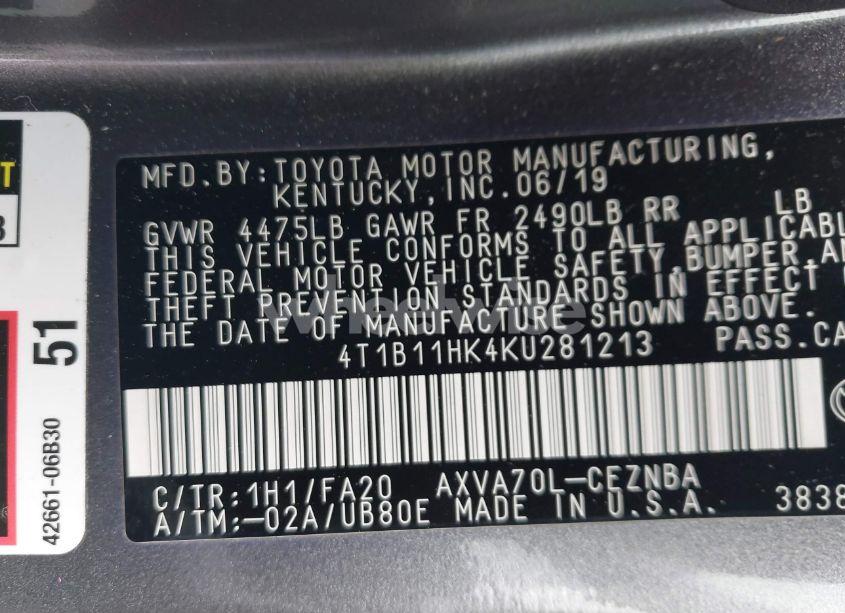 MFD.BY:TOYOTA MOTOR MANUFACTURING,
KENTUCKY,INC.06/19
GVWR 4475LB GAWR FR 2490LB RR LB
THIS VEHICLE CONFORMS TO ALL APPLICABLE
FEDERAL MOTOR VEHICLE SAFETY,BUMPER,AN
THEFT PREVENTION STANDARDS IN EFFECT
THE DATE OF MANUFACTURE SHOWN ABOVE.
4T1B11HK4KU281213 PASS.CA
C/TR:1H1/FA20 AXVA70L-CEZNBA
A/TM:-02A/UB80E MADE IN U.S.A. 3838
51
42661-06B30